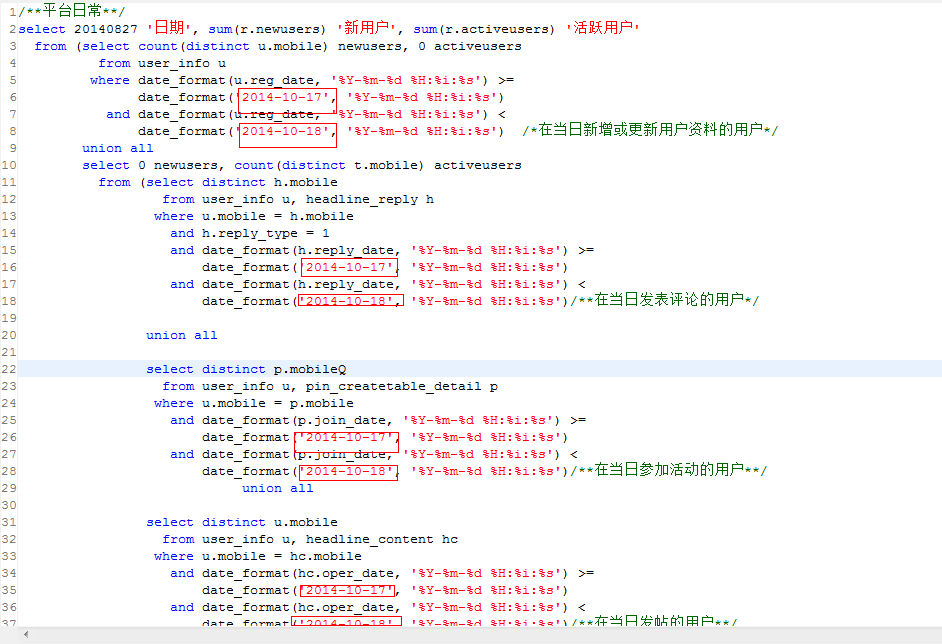 1 /**平台日常**/
2 select 20140827 '日期', sum(r.newusers) '新用户', sum(r.activeusers) '活跃用户'
3 from (select count(distinct u.mobile) newusers, 0 activeusers
4 from user_info u
5 where date_format(u.reg_date, '%Y-%m-%d %H:%i:%s') >=
6 date_format('2014-10-17', '%Y-%m-%d %H:%i:%s')
7 and date_format(u.reg_date, '%Y-%m-%d %H:%i:%s') <
8 date_format('2014-10-18', '%Y-%m-%d %H:%i:%s') /*在当日新增或更新用户资料的用户*/
9 union all
10 select 0 newusers, count(distinct t.mobile) activeusers
11 from (select distinct h.mobile
12 from user_info u, headline_reply h
13 where u.mobile = h.mobile
14 and h.reply_type = 1
15 and date_format(h.reply_date, '%Y-%m-%d %H:%i:%s') >=
16 date_format('2014-10-17', '%Y-%m-%d %H:%i:%s')
17 and date_format(h.reply_date, '%Y-%m-%d %H:%i:%s') <
18 date_format('2014-10-18', '%Y-%m-%d %H:%i:%s')/**在当日发表评论的用户*/
19
20 union all
21
22 select distinct p.mobileQ
23 from user_info u, pin_createtable_detail p
24 where u.mobile = p.mobile
25 and date_format(p.join_date, '%Y-%m-%d %H:%i:%s') >=
26 date_format('2014-10-17', '%Y-%m-%d %H:%i:%s')
27 and date_format(p.join_date, '%Y-%m-%d %H:%i:%s') <
28 date_format('2014-10-18', '%Y-%m-%d %H:%i:%s')/**在当日参加活动的用户**/
29 union all
30
31 select distinct u.mobile
32 from user_info u, headline_content hc
33 where u.mobile = hc.mobile
34 and date_format(hc.oper_date, '%Y-%m-%d %H:%i:%s') >=
35 date_format('2014-10-17', '%Y-%m-%d %H:%i:%s')
36 and date_format(hc.oper_date, '%Y-%m-%d %H:%i:%s') <
37 date_format('2014-10-18', '%Y-%m-%d %H:%i:%s')/**在当日发帖的用户**/